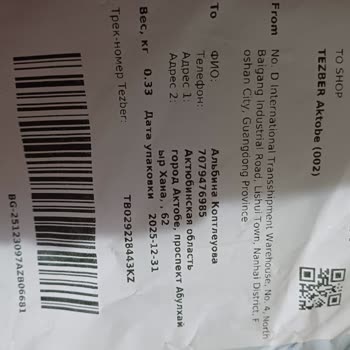 TO SHOP
TEZBER Aktobe (002)
From No. D International Transshipment Warehouse, No. 4, North
Baigang Industrial Road, Lishui Town, Nanhai District, F
oshan City, Guangdong Province
To ФИО: Альбина Коптлеуова
Телефон: 7079476985
Адрес 1: Актюбинская область
Адрес 2: город Актобе, проспект Абулхай
ыр Хана, , 62
Вес, кг 0.33 Дата упаковки 2025-12-31
Трек-номер Tezber: TB029228443KZ
BG-25123097AZB06681